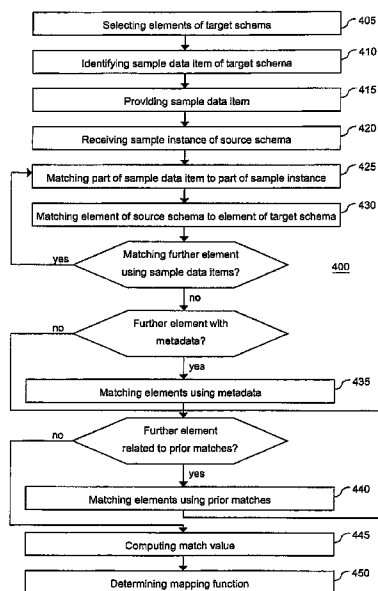 Selecting elements of target schema
405
Identifying sample data item of target schema
410
Providing sample data item
415
Receiving sample instance of source schema
420
Matching part of sample data item to part of sample instance
425
Matching element of source schema to element of target schema
430
yes
Matching further element
using sample data items?
400
no
no
Further element with
metadata?
yes
Matching elements using metadata
435
no
Further element
related to prior matches?
yes
Matching elements using prior matches
440
Computing match value
445
Determining mapping function
450